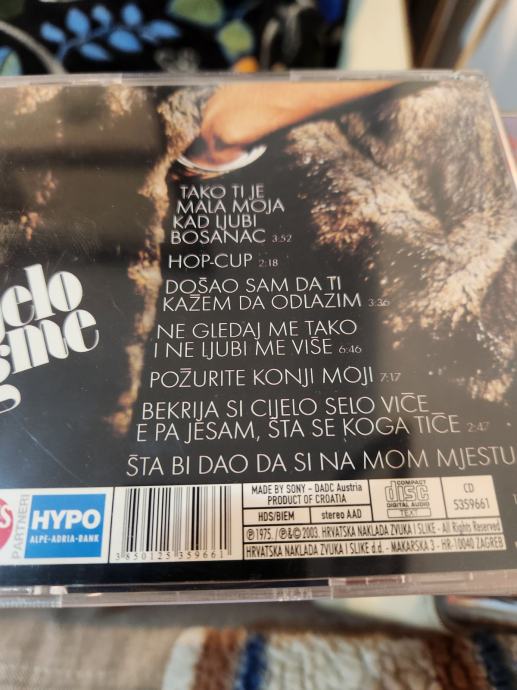 TAKO TI JE
MALA MOJA
KAD LJUBI
BOSANAC 3:52
HOP-CUP 2:18
DOŠAO SAM DA TI
KAŽEM DA ODLAZIM 3:36
NE GLEDAJ ME TAKO
I NE LJUBI ME VIŠE 6:46
POŽURITE KONJI MOJI 7:17
BEKRIJA SI CIJELO SELO VIČE
E PA JESAM, ŠTA SE KOGA TIČE 2:47
ŠTA BI DAO DA SI NA MOM MJESTU
PARTNERI
HYPO
ALPE-ADRIA-BANK
3 850125 359661
MADE BY SONY - DADC Austria
PRODUCT OF CROATIA
HDS/BIEM
stereo AAD
COMPACT
disc
DIGITAL AUDIO
TEXT
CD
5359661
℗1975. /℗&©2003. HRVATSKA NAKLADA ZVUKA I SLIKE - All Rights Reserved
HRVATSKA NAKLADA ZVUKA I SLIKE d.d. - MAKARSKA 3 - HR-10040 ZAGREB